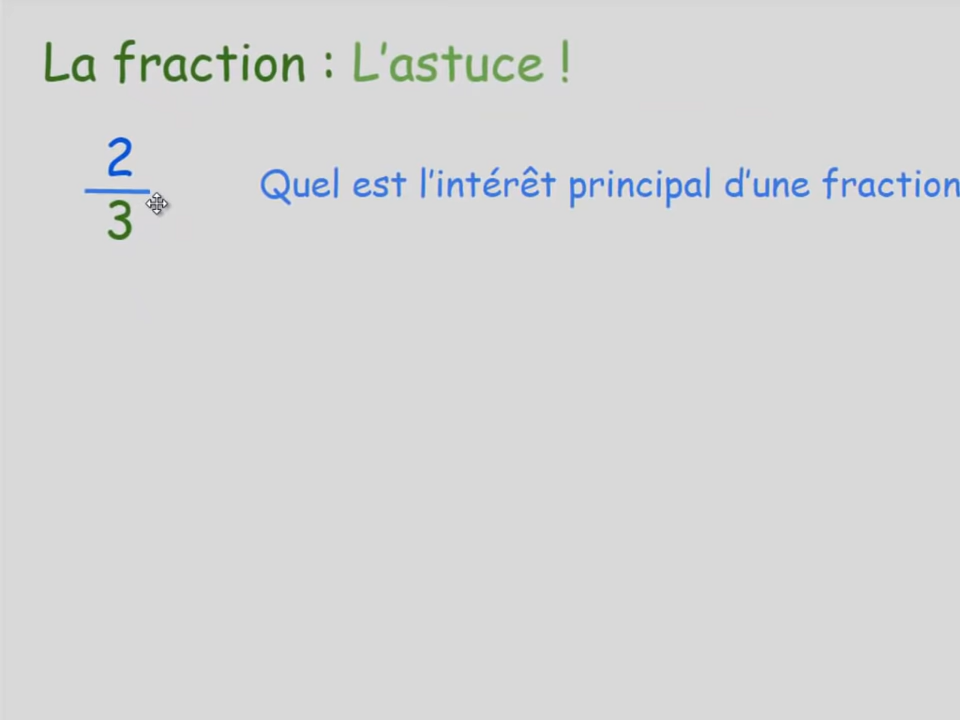 La fraction : L'astuce !
2
3
Quel est l'intérêt principal d'une fraction